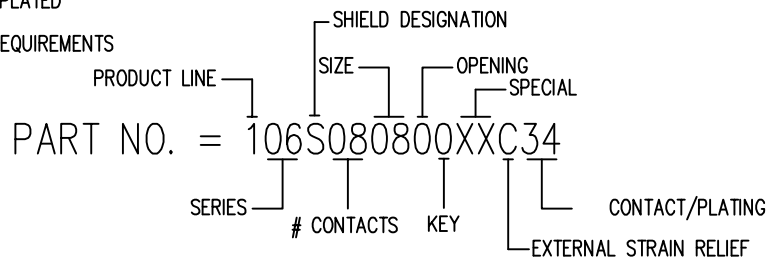 PLATED
EQUIREMENTS
SHIELD DESIGNATION
SIZE
OPENING
PRODUCT LINE
SPECIAL
PART NO. = 106S080800XXC34
SERIES
# CONTACTS
KEY
CONTACT/PLATING
EXTERNAL STRAIN RELIEF